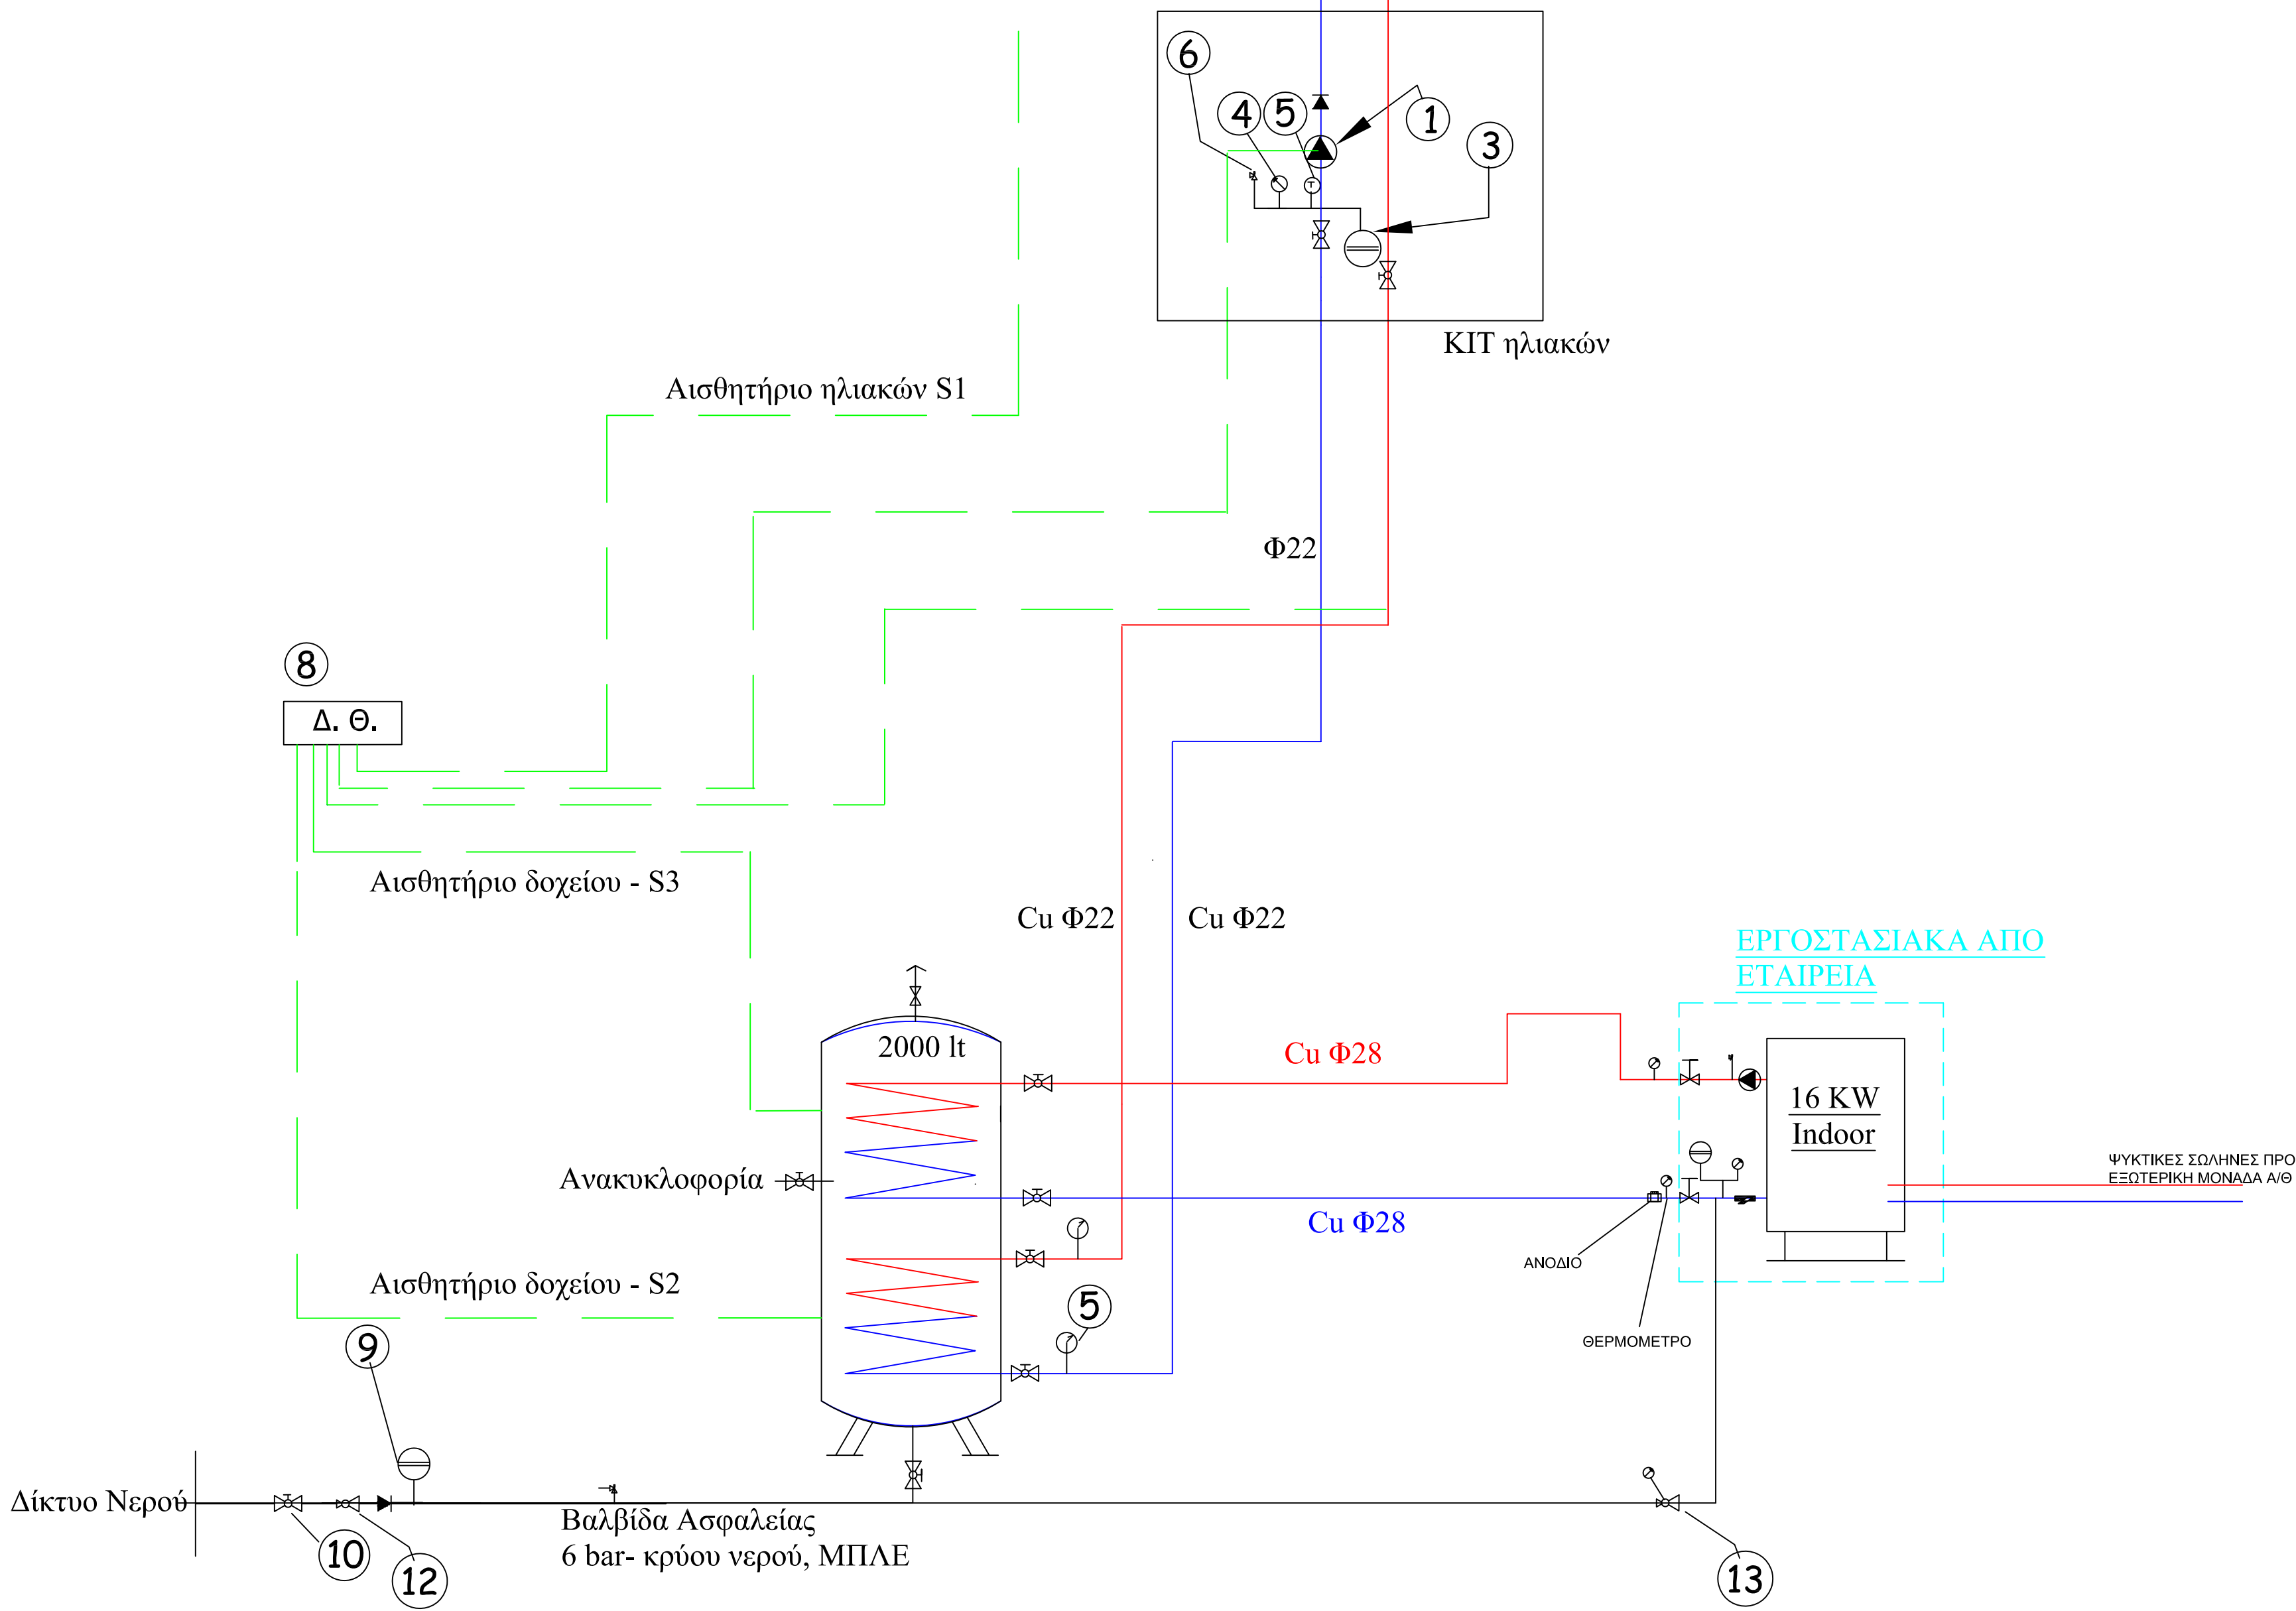 6
4
5
1
3
T
ΚΙΤ ηλιακών
Αισθητήριο ηλιακών S1
Φ22
8
Δ. Θ.
Αισθητήριο δοχείου - S3
Cu Φ22
Cu Φ22
ΕΡΓΟΣΤΑΣΙΑΚΑ ΑΠΟ
ΕΤΑΙΡΕΙΑ
2000 lt
Cu Φ28
16 KW
Indoor
Ανακυκλοφορία
ΨΥΚΤΙΚΕΣ ΣΩΛΗΝΕΣ ΠΡΟ
ΕΞΩΤΕΡΙΚΗ ΜΟΝΑΔΑ Α/Θ
Cu Φ28
ΑΝΟΔΙΟ
Αισθητήριο δοχείου - S2
5
ΘΕΡΜΟΜΕΤΡΟ
9
Δίκτυο Νερού
Βαλβίδα Ασφαλείας
6 bar- κρύου νερού, ΜΠΛΕ
10
12
13